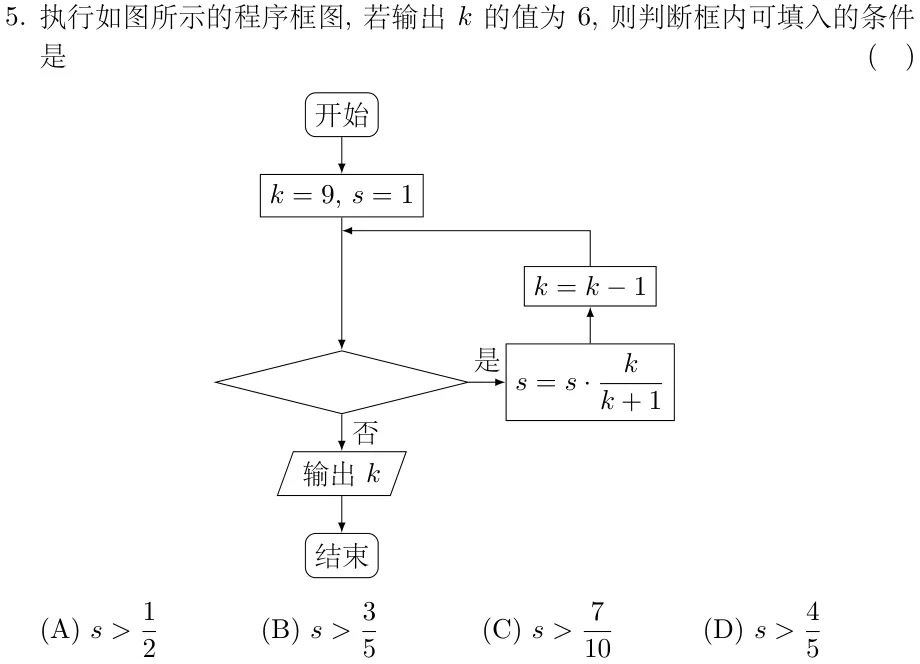 5. 执行如图所示的程序框图, 若输出 k 的值为 6, 则判断框内可填入的条件
是 ( )
开始
k = 9, s = 1
k = k − 1
是
s = s · k/(k + 1)
否
输出 k
结束
(A) s > 1/2 (B) s > 3/5 (C) s > 7/10 (D) s > 4/5